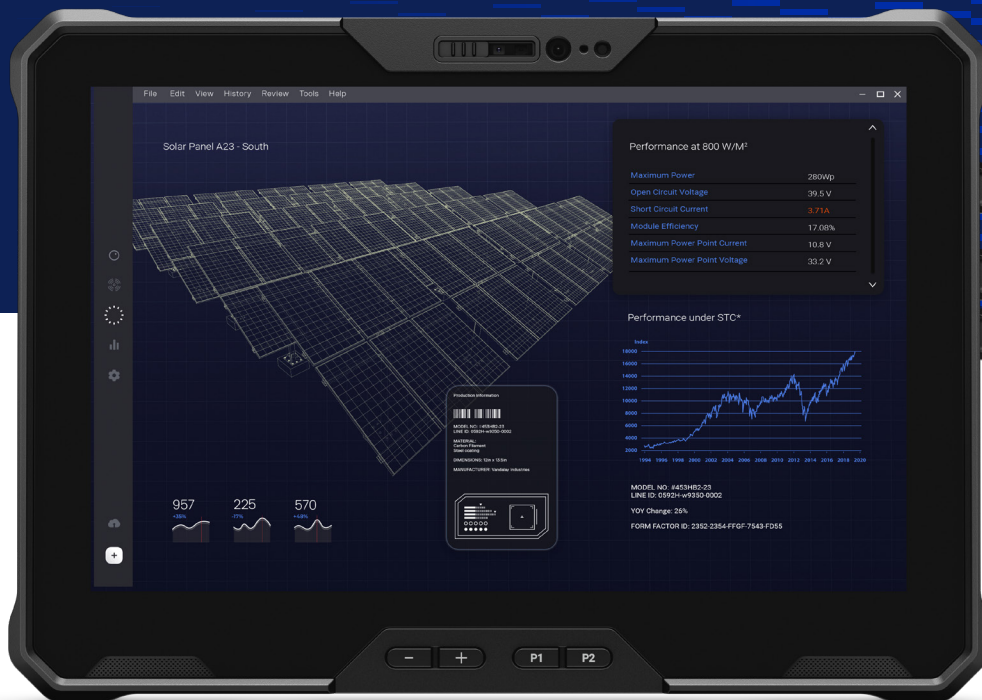 File Edit View History Review Tools Help
Solar Panel A23 - South
Performance at 800 W/M²
Maximum Power 280Wp
Open Circuit Voltage 39.5 V
Short Circuit Current 3.71A
Module Efficiency 17.08%
Maximum Power Point Current 10.8 V
Maximum Power Point Voltage 33.2 V
Performance under STC*
Index
18000
16000
14000
12000
10000
8000
6000
4000
2000
1994 1996 1998 2000 2002 2004 2006 2008 2010 2012 2014 2016 2018 2020
MODEL NO: #453HB2-23
LINE ID: 0592H-w9350-0002
YOY Change: 26%
FORM FACTOR ID: 2352-2354-FFGF-7543-FD55
Production Information
MODEL NO: #453HB2-23
LINE ID: 0592H-w9350-0002
MATERIAL:
Carbon Filament
Steel coating
DIMENSIONS: 12m x 13.5m
MANUFACTURER: Vandalay Industries
957 225 570
+36% -17% +48%
- + P1 P2